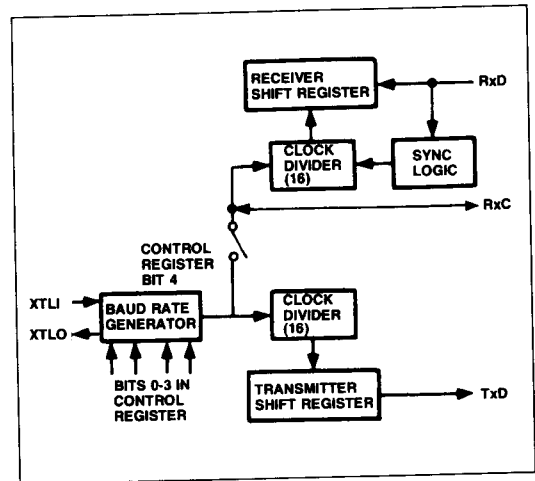 RECEIVER
SHIFT REGISTER
RxD
CLOCK
DIVIDER
(16)
SYNC
LOGIC
RxC
CONTROL
REGISTER
BIT 4
XTLI
XTLO
BAUD RATE
GENERATOR
CLOCK
DIVIDER
(16)
BITS 0-3 IN
CONTROL
REGISTER
TRANSMITTER
SHIFT REGISTER
TxD